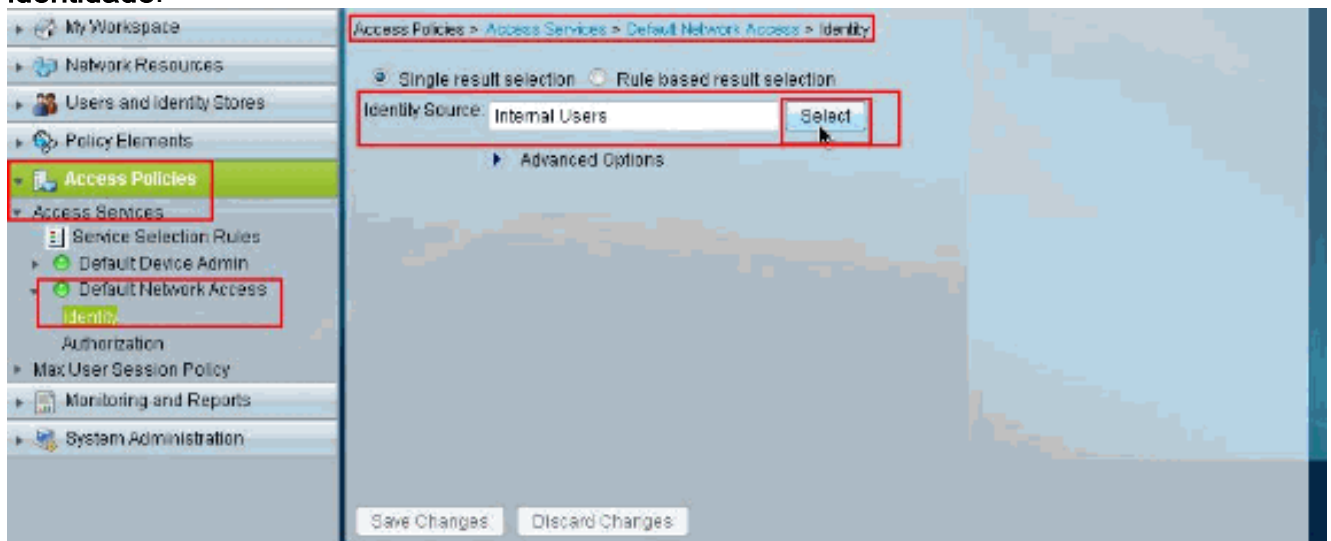 identidade.
My Workspace
Network Resources
Users and Identity Stores
Policy Elements
Access Policies
Access Services
Service Selection Rules
Default Device Admin
Default Network Access
Identity
Authorization
Max User Session Policy
Monitoring and Reports
System Administration
Access Policies > Access Services > Default Network Access > Identity
Single result selection Rule based result selection
Identity Source: Internal Users Select
Advanced Options
Save Changes Discard Changes